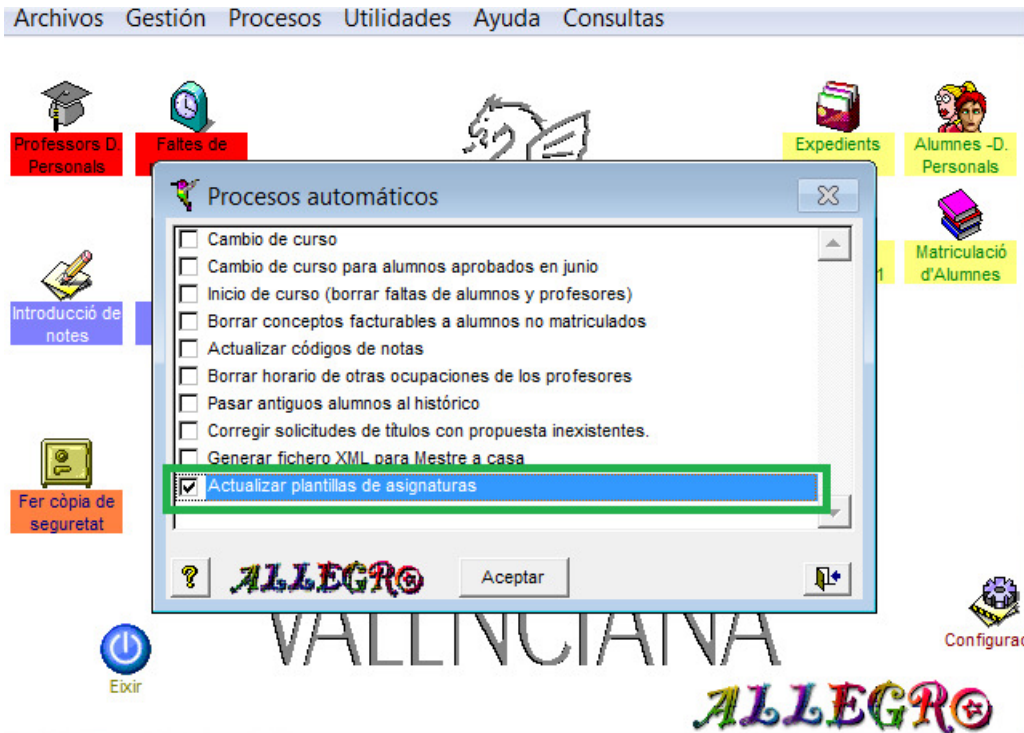 Archivos Gestión Procesos Utilidades Ayuda Consultas
Professors D.
Personals
Faltes de
Expedients
Alumnes -D.
Personals
Procesos automáticos
Cambio de curso
Cambio de curso para alumnos aprobados en junio
Inicio de curso (borrar faltas de alumnos y profesores)
Borrar conceptos facturables a alumnos no matriculados
Actualizar códigos de notas
Borrar horario de otras ocupaciones de los profesores
Pasar antiguos alumnos al histórico
Corregir solicitudes de títulos con propuesta inexistentes.
Generar fichero XML para Mestre a casa
Actualizar plantillas de asignaturas
Matriculació
d'Alumnes
1
Introducció de
notes
Fer còpia de
seguretat
?
ALLEGRO
Aceptar
VALENCIANA
Eixir
Configurac
ALLEGRO